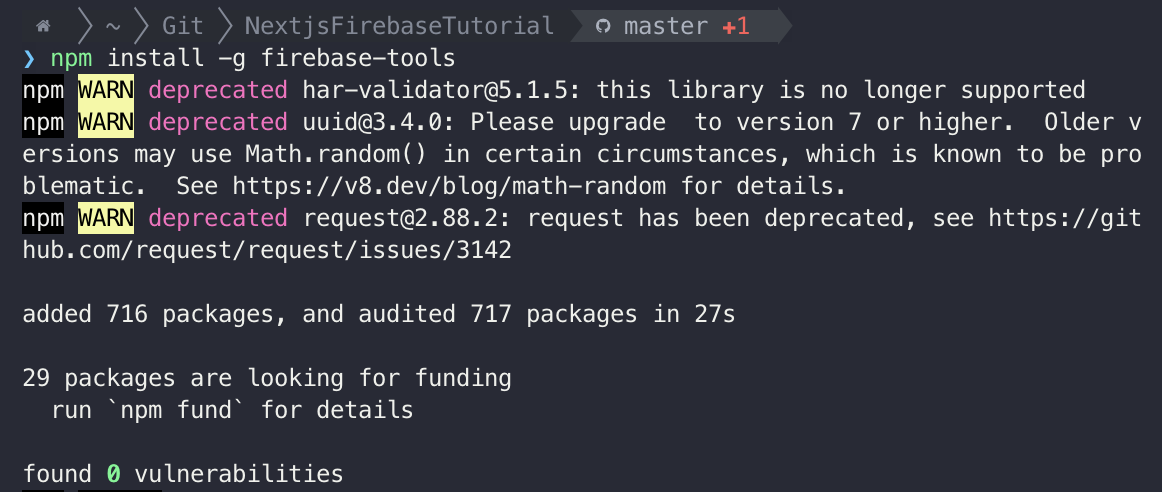 ~ Git NextjsFirebaseTutorial master +1
❯ npm install -g firebase-tools
npm WARN deprecated har-validator@5.1.5: this library is no longer supported
npm WARN deprecated uuid@3.4.0: Please upgrade  to version 7 or higher.  Older v
ersions may use Math.random() in certain circumstances, which is known to be pro
blematic.  See https://v8.dev/blog/math-random for details.
npm WARN deprecated request@2.88.2: request has been deprecated, see https://git
hub.com/request/request/issues/3142
added 716 packages, and audited 717 packages in 27s
29 packages are looking for funding
  run `npm fund` for details
found 0 vulnerabilities